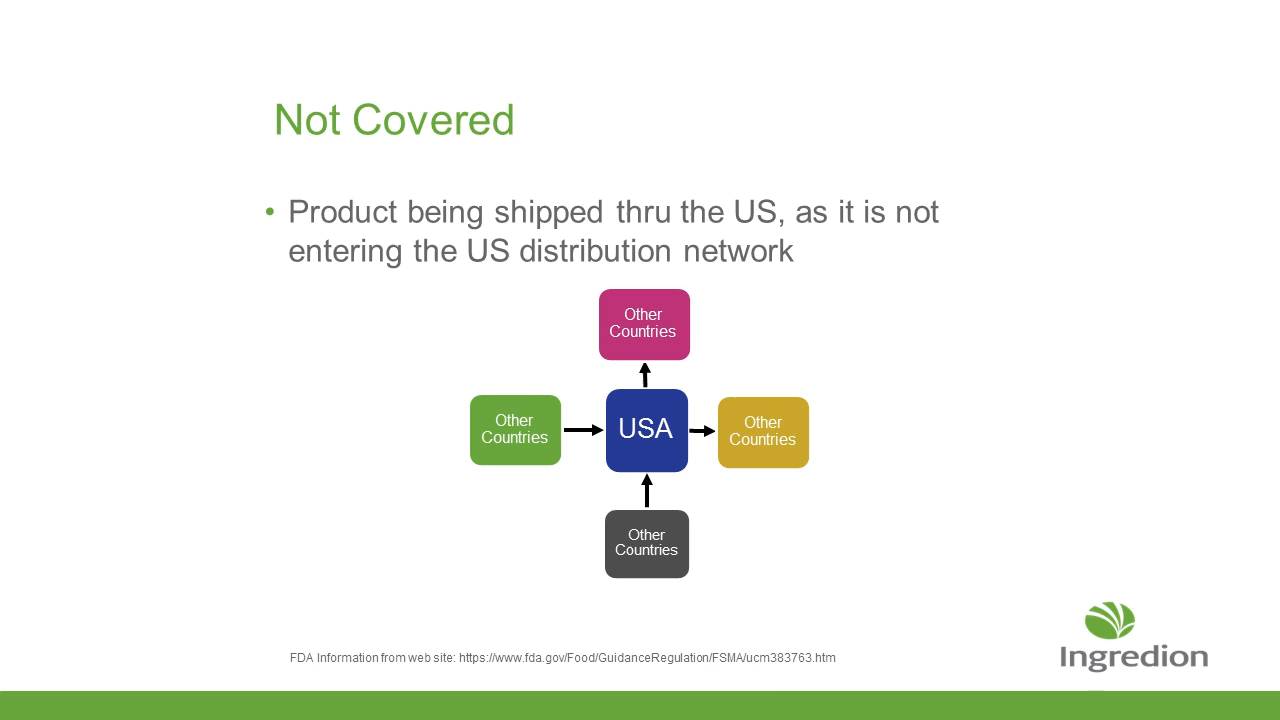 Not Covered
• Product being shipped thru the US, as it is not
entering the US distribution network
Other
Countries
Other
Countries
USA
Other
Countries
Other
Countries
FDA Information from web site: https://www.fda.gov/Food/GuidanceRegulation/FSMA/ucm383763.htm
Ingredion